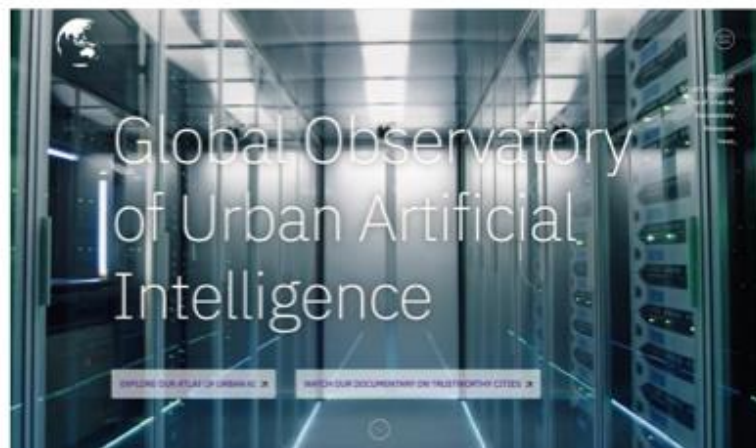 Global Observatory
of Urban Artificial
Intelligence
EXPLORE OUR ATLAS OF URBAN AI
WATCH OUR DOCUMENTARY ON TRUSTWORTHY CITIES